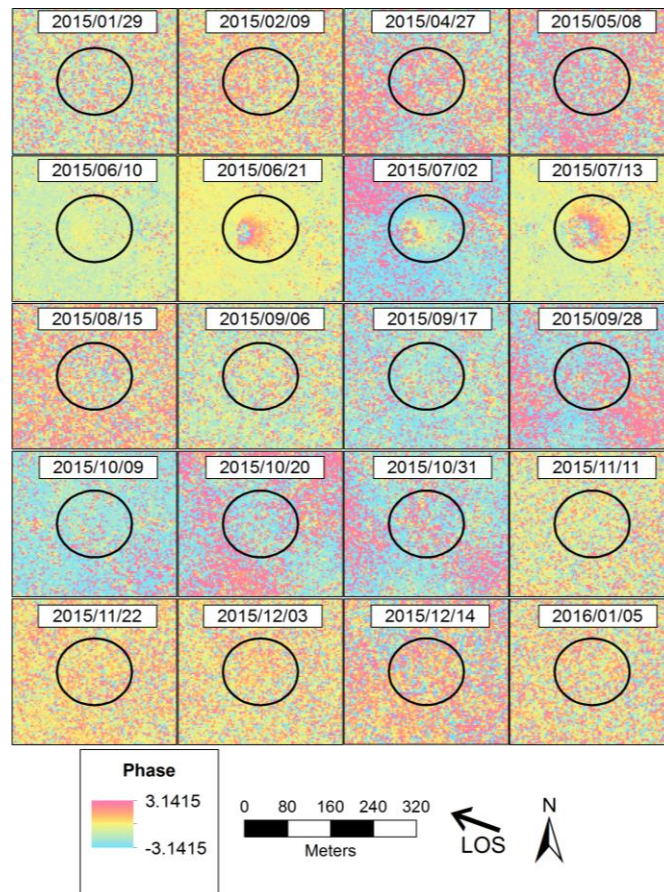 2015/01/29 2015/02/09 2015/04/27 2015/05/08
2015/06/10 2015/06/21 2015/07/02 2015/07/13
2015/08/15 2015/09/06 2015/09/17 2015/09/28
2015/10/09 2015/10/20 2015/10/31 2015/11/11
2015/11/22 2015/12/03 2015/12/14 2016/01/05
Phase
3.1415
-3.1415
0 80 160 240 320
Meters
LOS
N